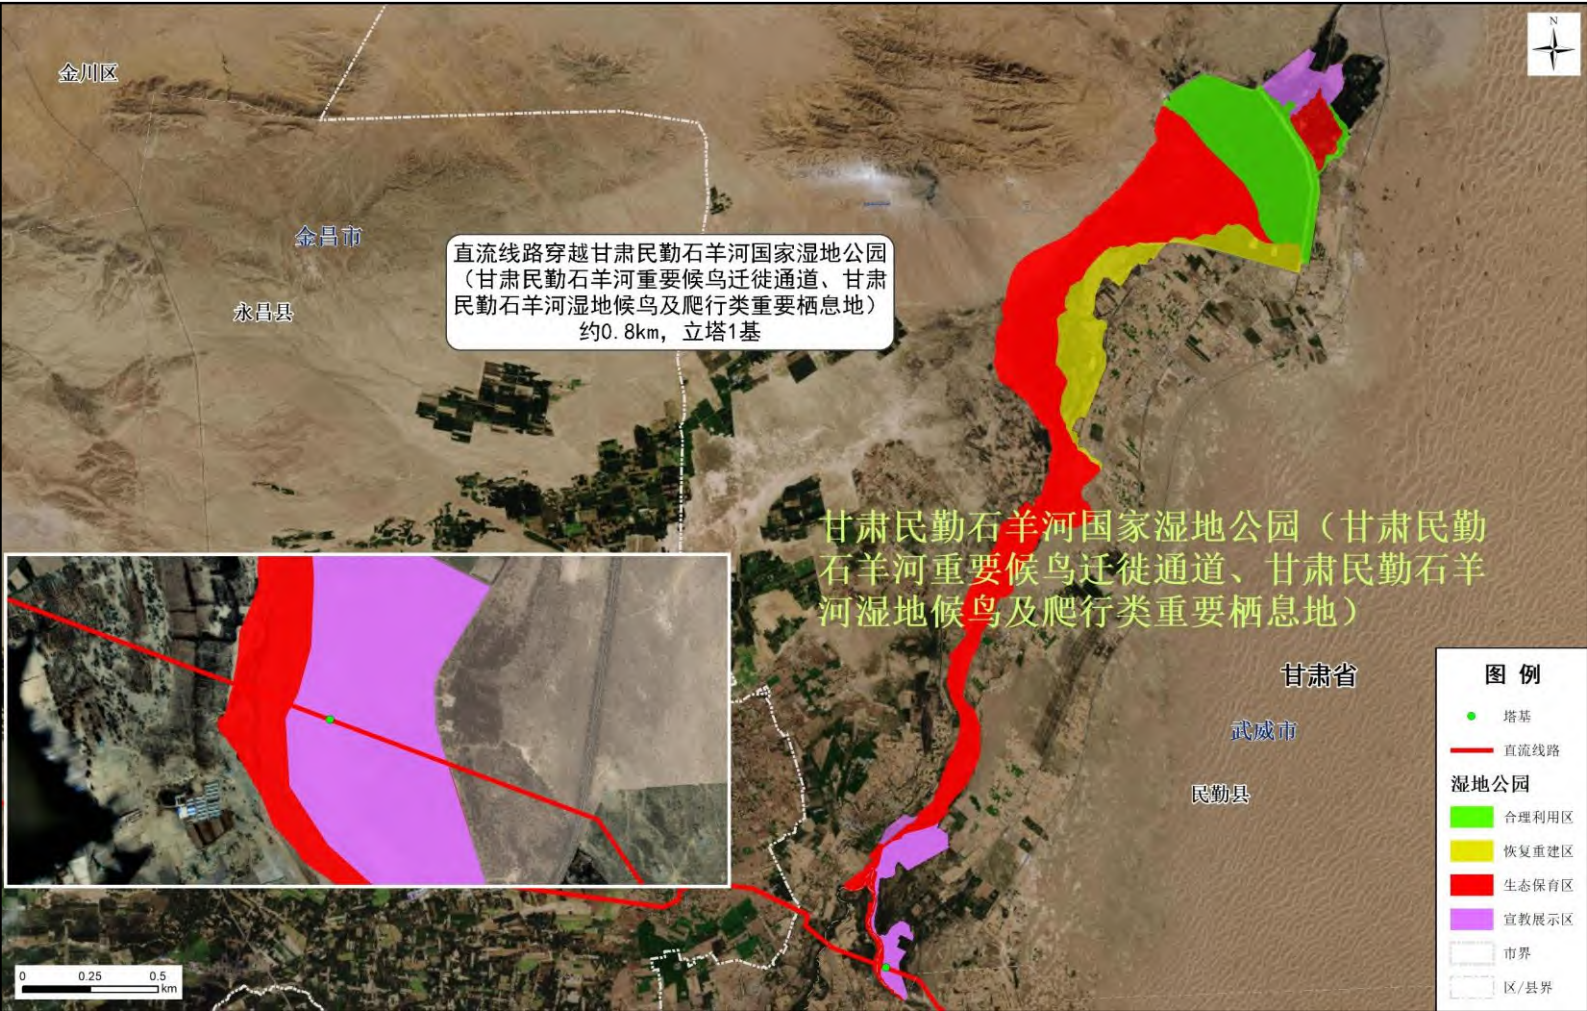 N
金川区
金昌市
永昌县
直流线路穿越甘肃民勤石羊河国家湿地公园
（甘肃民勤石羊河重要候鸟迁徙通道、甘肃
民勤石羊河湿地候鸟及爬行类重要栖息地）
约0.8km，立塔1基
甘肃民勤石羊河国家湿地公园（甘肃民勤
石羊河重要候鸟迁徙通道、甘肃民勤石羊
河湿地候鸟及爬行类重要栖息地）
甘肃省
武威市
民勤县
图 例
塔基
直流线路
湿地公园
合理利用区
恢复重建区
生态保育区
宣教展示区
市界
区/县界
0 0.25 0.5
km